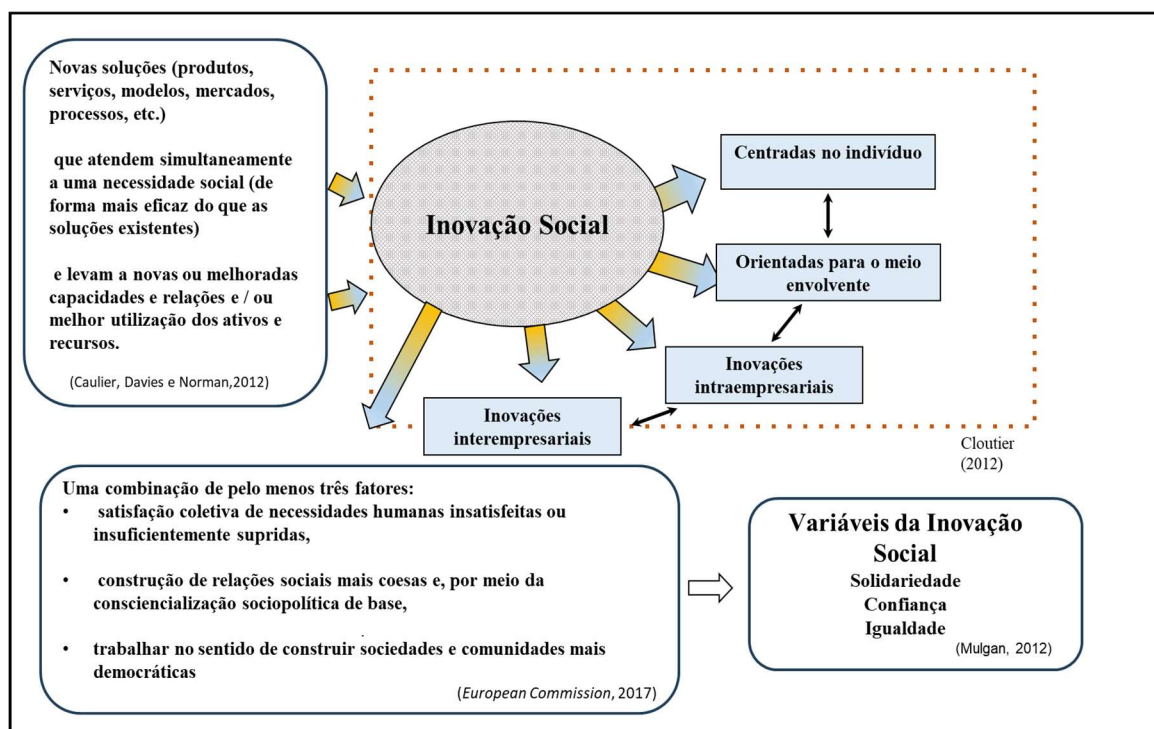 Novas soluções (produtos,
serviços, modelos, mercados,
processos, etc.)
que atendem simultaneamente
a uma necessidade social (de
forma mais eficaz do que as
soluções existentes)
e levam a novas ou melhoradas
capacidades e relações e / ou
melhor utilização dos ativos e
recursos.
(Caulier, Davies e Norman,2012)
Inovação Social
Centradas no indivíduo
Orientadas para o meio
envolvente
Inovações
intraempresariais
Inovações
interempresariais
Cloutier
(2012)
Uma combinação de pelo menos três fatores:
• satisfação coletiva de necessidades humanas insatisfeitas ou
insuficientemente supridas,
• construção de relações sociais mais coesas e, por meio da
consciencialização sociopolítica de base,
• trabalhar no sentido de construir sociedades e comunidades mais
democráticas
(European Commission, 2017)
Variáveis da Inovação
Social
Solidariedade
Confiança
Igualdade
(Mulgan, 2012)